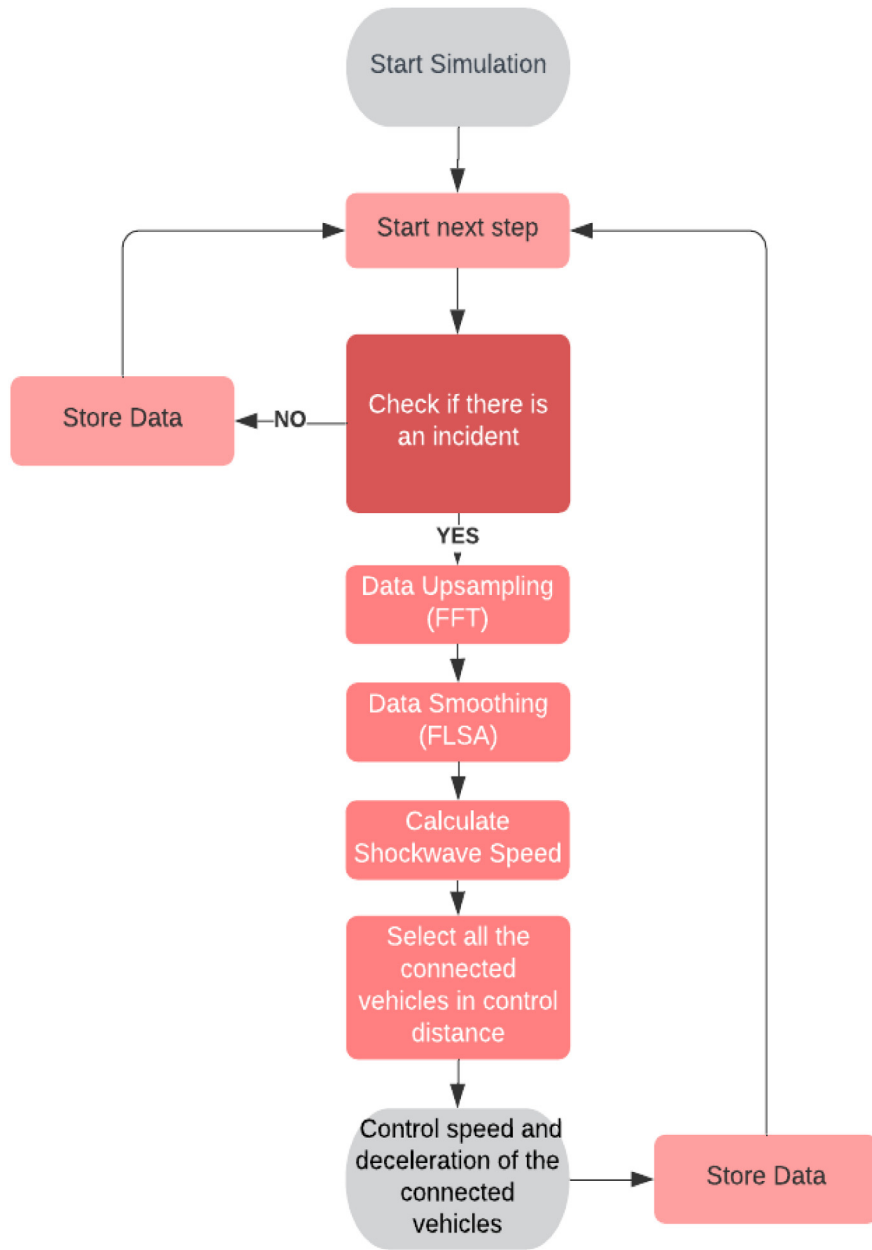 Start Simulation
Start next step
Check if there is
an incident
Store Data
NO
YES
Data Upsampling
(FFT)
Data Smoothing
(FLSA)
Calculate
Shockwave Speed
Select all the
connected
vehicles in control
distance
Control speed and
deceleration of the
connected
vehicles
Store Data